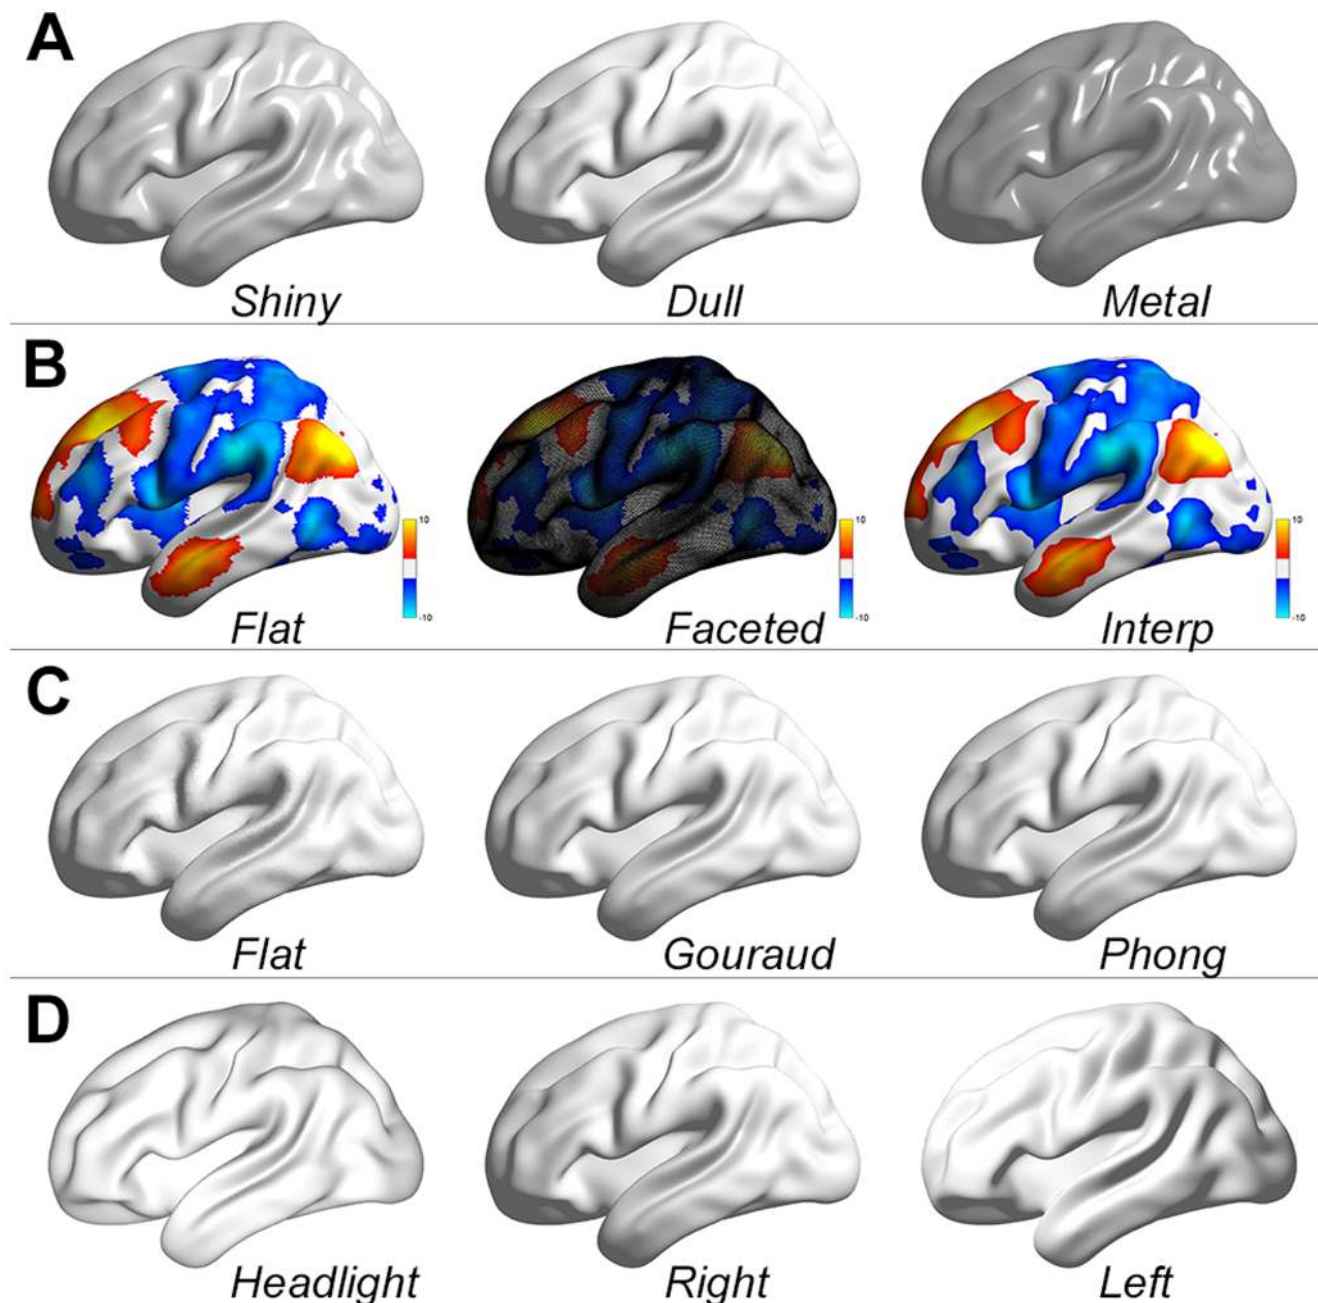 A
Shiny
Dull
Metal
B
10
-10
Flat
10
-10
Faceted
10
-10
Interp
C
Flat
Gouraud
Phong
D
Headlight
Right
Left